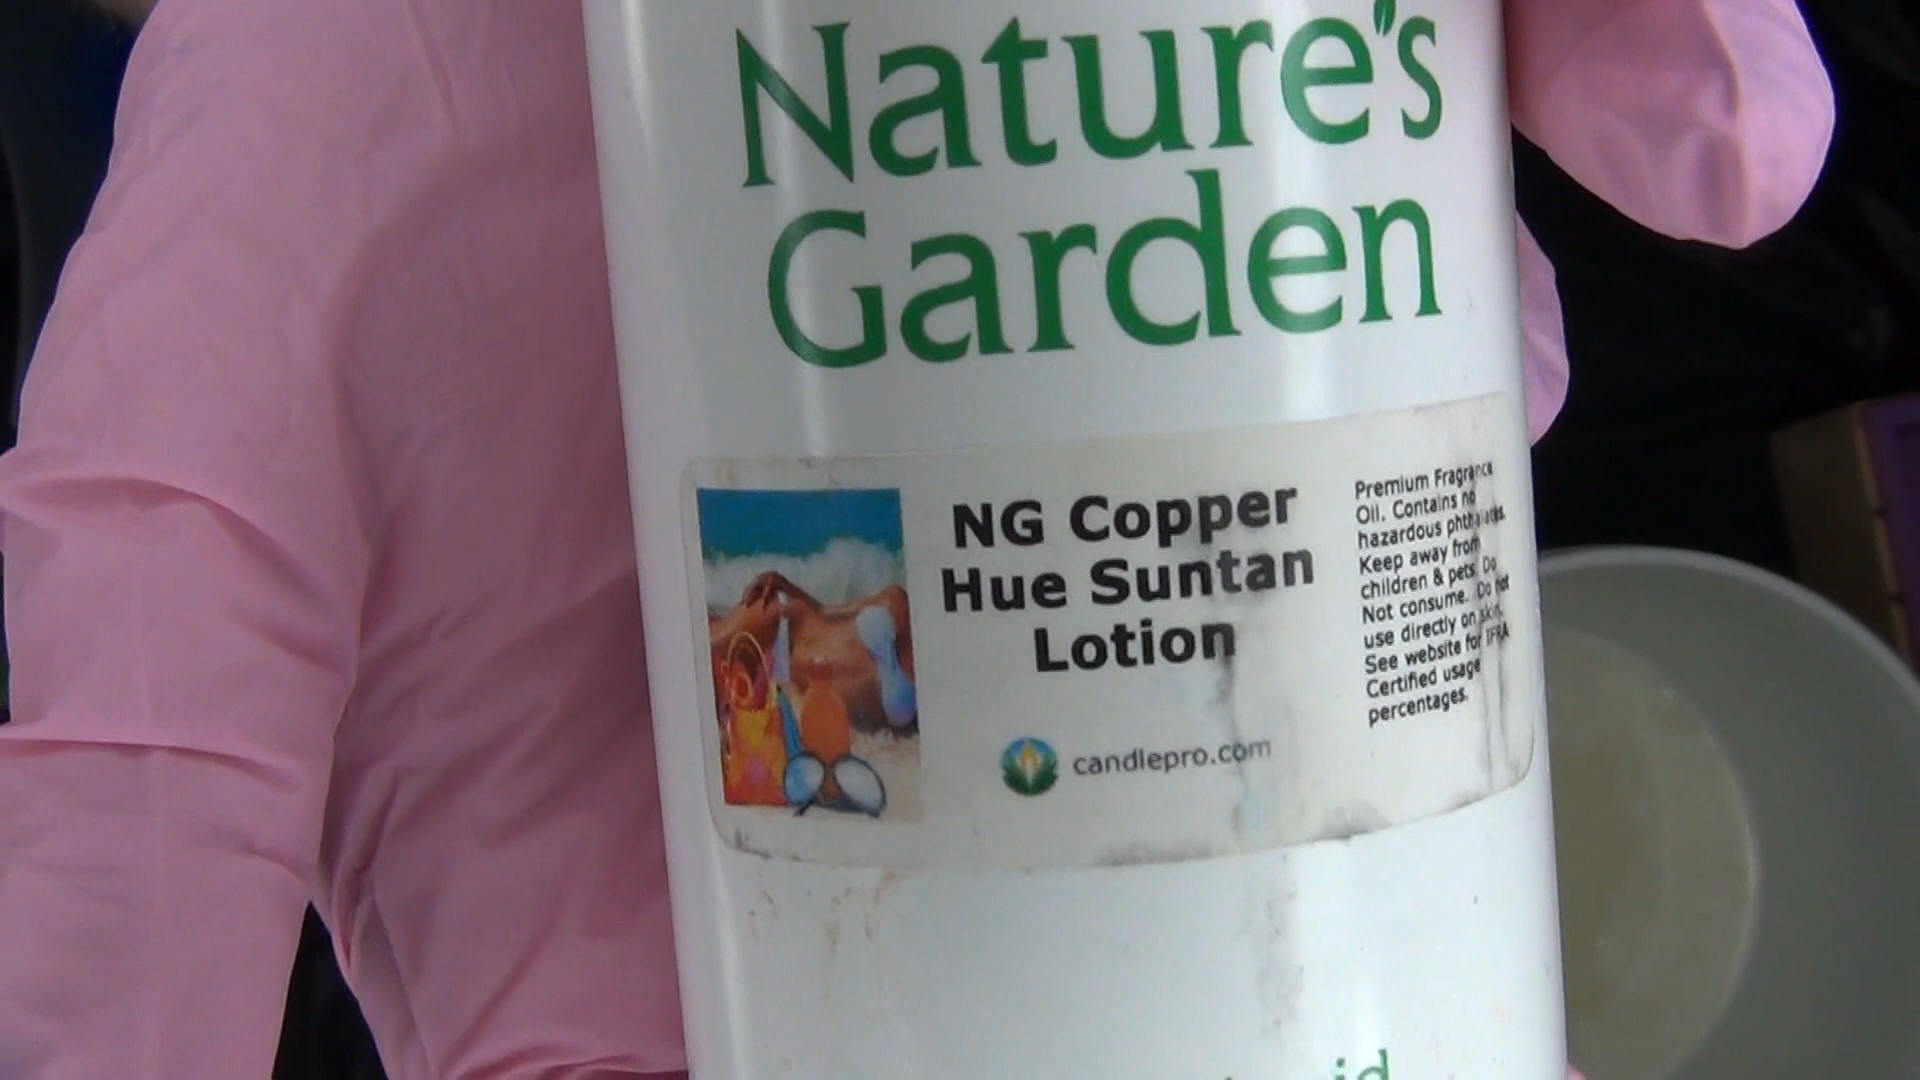 Nature's
Garden
NG Copper
Hue Suntan
Lotion
candlepro.com
Premium Fragrance
Oil. Contains no
hazardous phthalates.
Keep away from
children & pets. Do
Not consume. Do not
use directly on skin.
See website for IFRA
Certified usage
percentages.